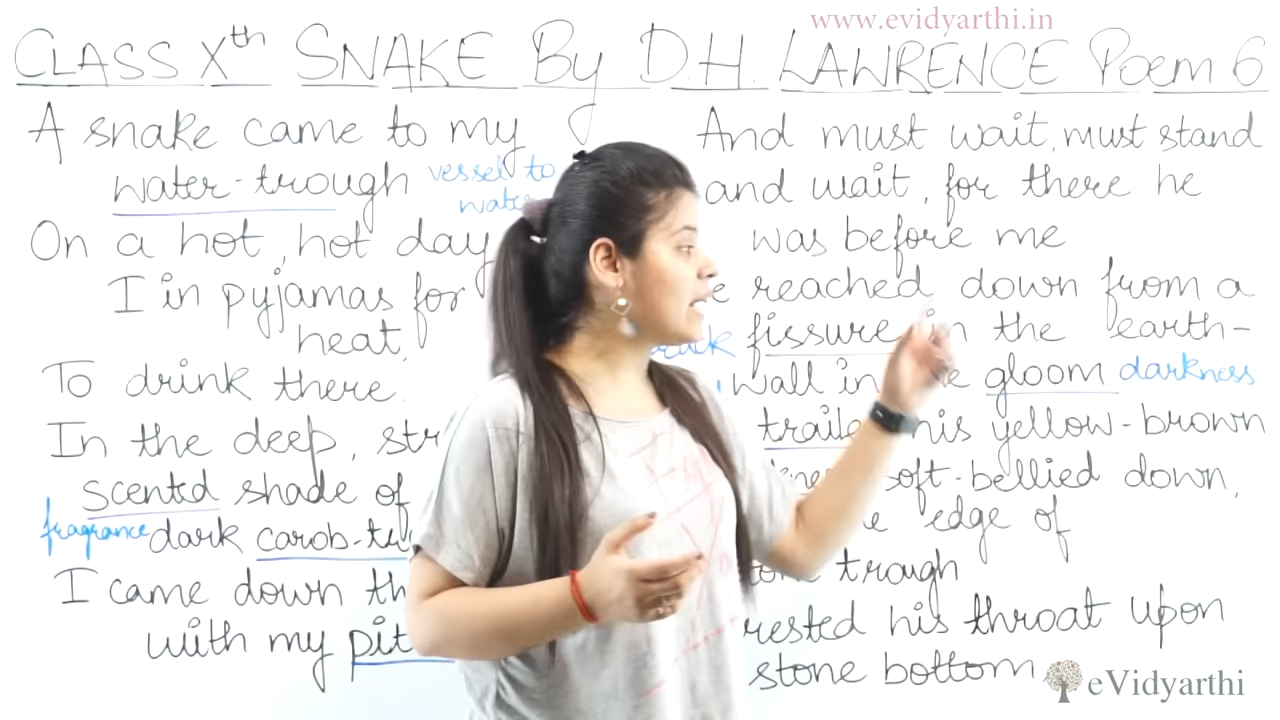 www.evidyarthi.in
CLASS Xth SNAKE By D.H. LAWRENCE Poem 6
A snake came to my
water-trough vessel to
water
On a hot, hot day
I in pyjamas for
heat,
To drink there.
In the deep,
scentd shade of
fragrance dark carob-
I came down
with my
And must wait, must stand
and wait, for there he
was before me
reached down from a
fissure in the earth-
wall in gloom darkness
his yellow-brown
soft-bellied down,
edge of
trough
rested his throat upon
stone bottom
eVidyarthi